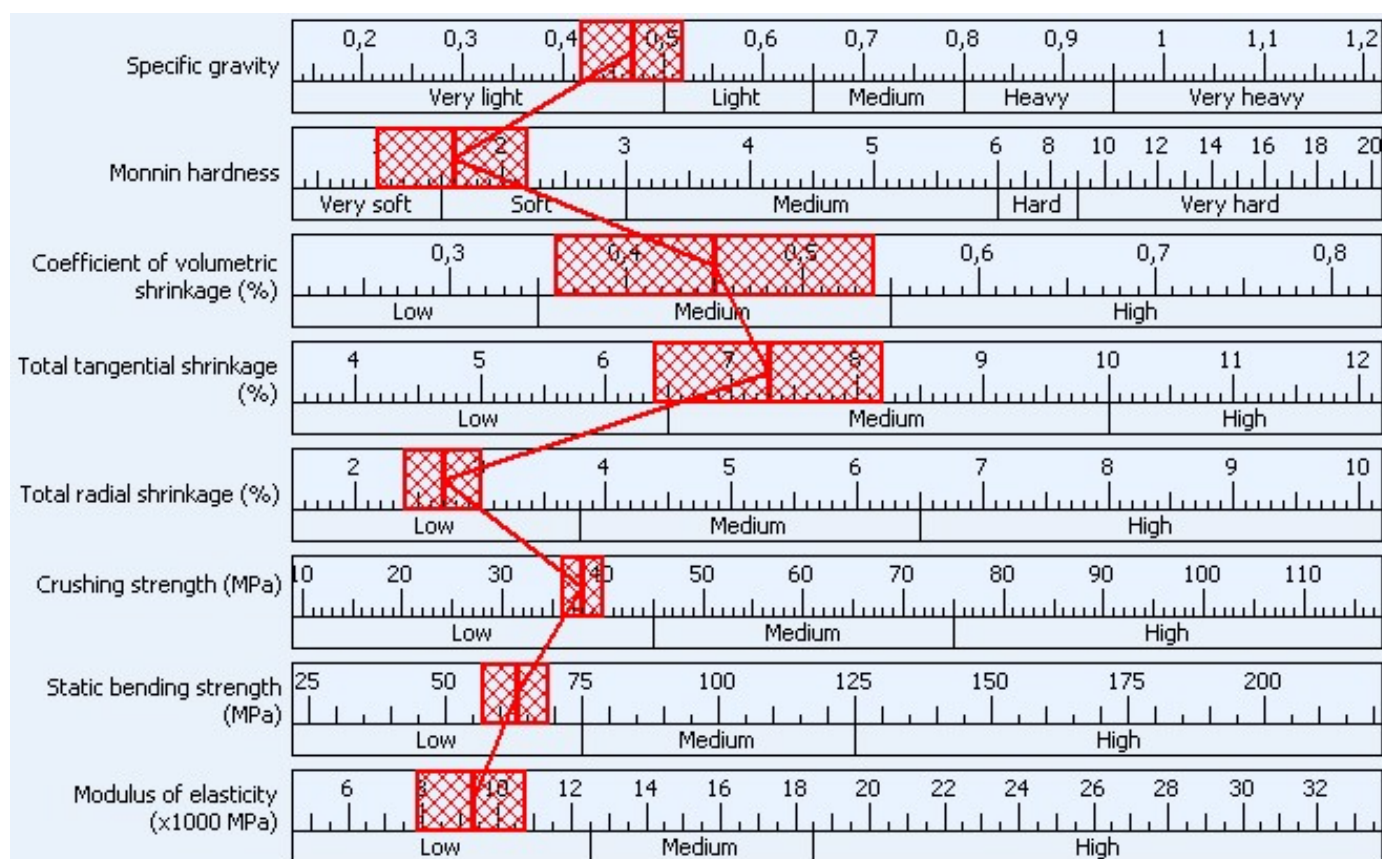 0,2 0,3 0,4 0,5 0,6 0,7 0,8 0,9 1 1,1 1,2
Specific gravity
Very light Light Medium Heavy Very heavy
1 2 3 4 5 6 8 10 12 14 16 18 20
Monnin hardness
Very soft Soft Medium Hard Very hard
0,3 0,4 0,5 0,6 0,7 0,8
Coefficient of volumetric
shrinkage (%)
Low Medium High
4 5 6 7 8 9 10 11 12
Total tangential shrinkage
(%)
Low Medium High
2 3 4 5 6 7 8 9 10
Total radial shrinkage (%)
Low Medium High
10 20 30 40 50 60 70 80 90 100 110
Crushing strength (MPa)
Low Medium High
25 50 75 100 125 150 175 200
Static bending strength
(MPa)
Low Medium High
6 8 10 12 14 16 18 20 22 24 26 28 30 32
Modulus of elasticity
(x1000 MPa)
Low Medium High